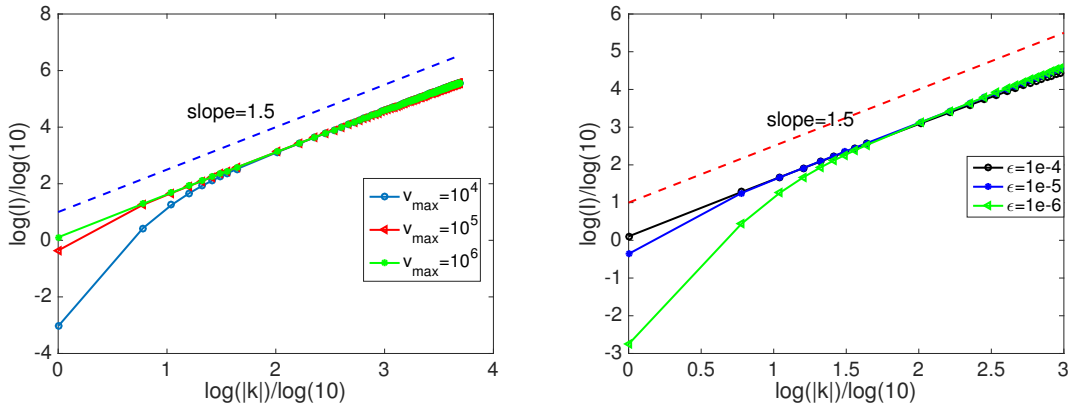 8
6
4
2
0
-2
-4
log(I)/log(10)
slope=1.5
v_max=10^4
v_max=10^5
v_max=10^6
0 1 2 3 4
log(|k|)/log(10)
6
5
4
3
2
1
0
-1
-2
-3
log(I)/log(10)
slope=1.5
ϵ=1e-4
ϵ=1e-5
ϵ=1e-6
0 0.5 1 1.5 2 2.5 3
log(|k|)/log(10)